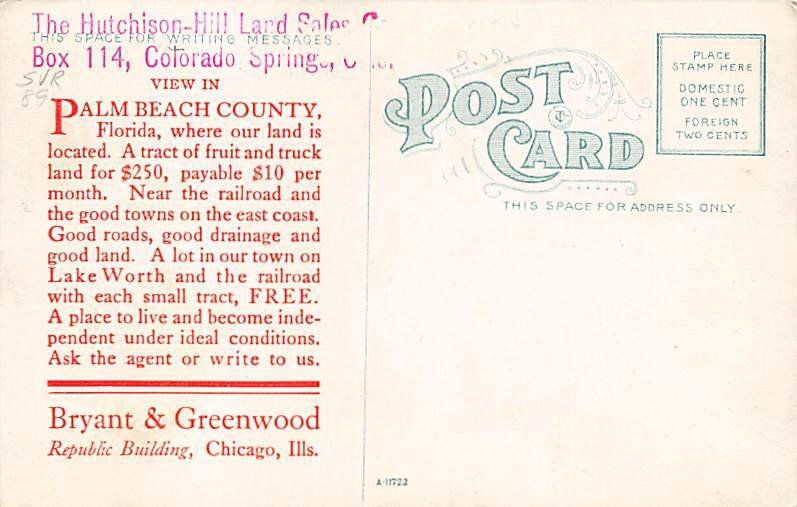 The Hutchison-Hill Land Sales
THIS SPACE FOR WRITING MESSAGES.
Box 114, Colorado Springs,
SVR
89
VIEW IN
PALM BEACH COUNTY,
Florida, where our land is
located. A tract of fruit and truck
land for $250, payable $10 per
month. Near the railroad and
the good towns on the east coast.
Good roads, good drainage and
good land. A lot in our town on
Lake Worth and the railroad
with each small tract, FREE.
A place to live and become inde-
pendent under ideal conditions.
Ask the agent or write to us.
Bryant & Greenwood
Republic Building, Chicago, Ills.
POST
CARD
PLACE
STAMP HERE
DOMESTIC
ONE CENT
FOREIGN
TWO CENTS
THIS SPACE FOR ADDRESS ONLY.
A-11722